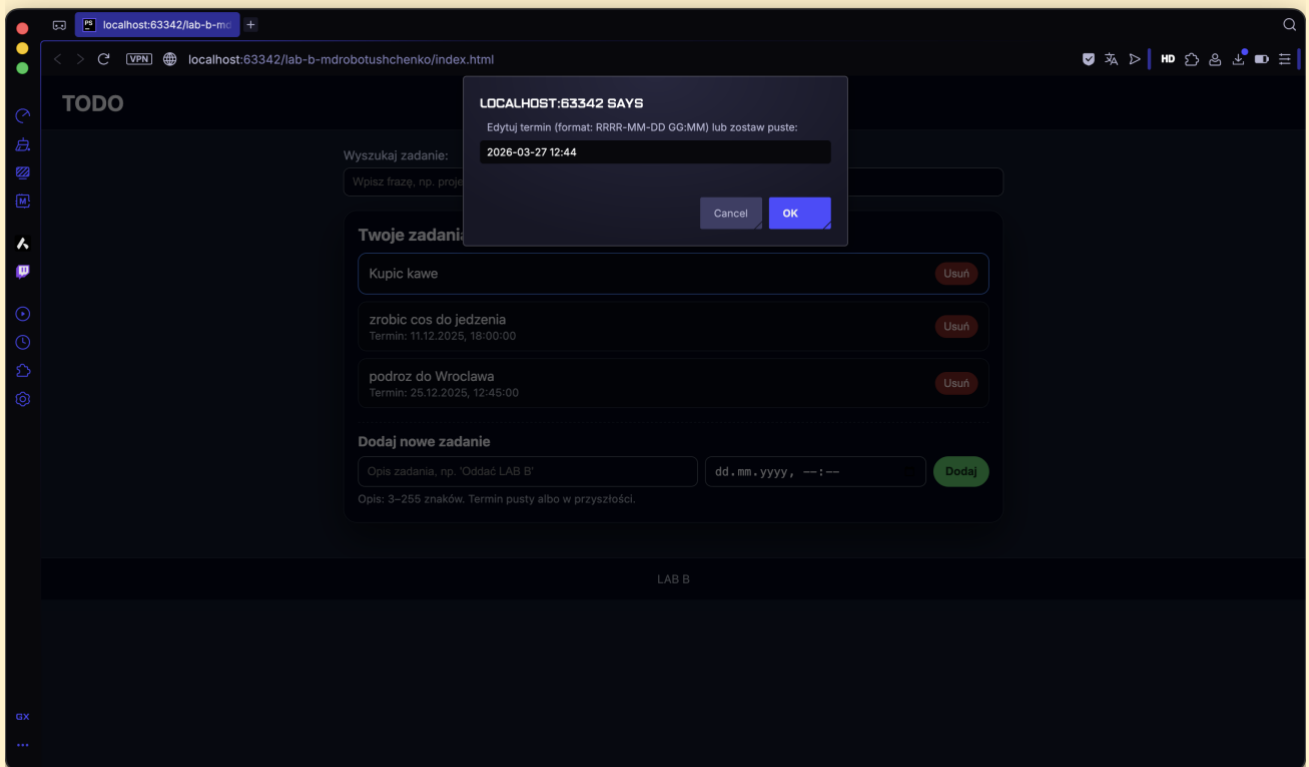 localhost:63342/lab-b-md
VPN
localhost:63342/lab-b-mdrobotushchenko/index.html
HD
TODO
LOCALHOST:63342 SAYS
Edytuj termin (format: RRRR-MM-DD GG:MM) lub zostaw puste:
2026-03-27 12:44
Cancel
OK
Wyszukaj zadanie:
Wpisz frazę, np. proje
Twoje zadani
Kupic kawe
Usuń
zrobic cos do jedzenia
Termin: 11.12.2025, 18:00:00
Usuń
podroz do Wroclawa
Termin: 25.12.2025, 12:45:00
Usuń
Dodaj nowe zadanie
Opis zadania, np. 'Oddać LAB B'
dd.mm.yyyy, --:--
Dodaj
Opis: 3–255 znaków. Termin pusty albo w przyszłości.
LAB B
PS
M
GX